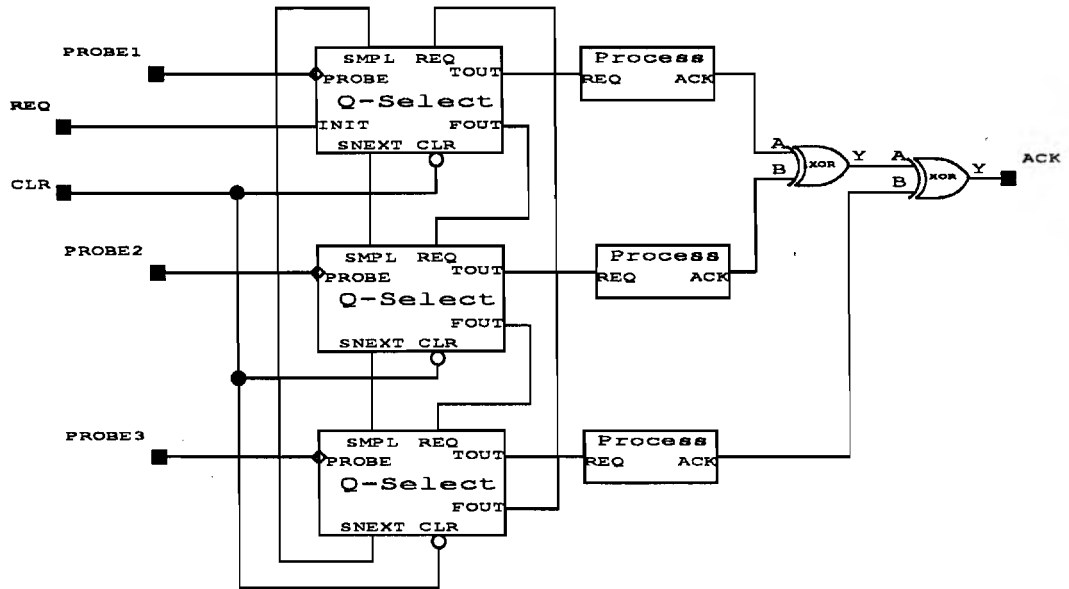 PROBE1
SMPL REQ
TOUT
PROBE
Q-Select
INIT
FOUT
SNEXT CLR
Process
REQ ACK
REQ
CLR
A
B
XOR
Y
A
B
XOR
Y
ACK
PROBE2
SMPL REQ
TOUT
PROBE
Q-Select
FOUT
SNEXT CLR
Process
REQ ACK
PROBE3
SMPL REQ
TOUT
PROBE
Q-Select
FOUT
SNEXT CLR
Process
REQ ACK